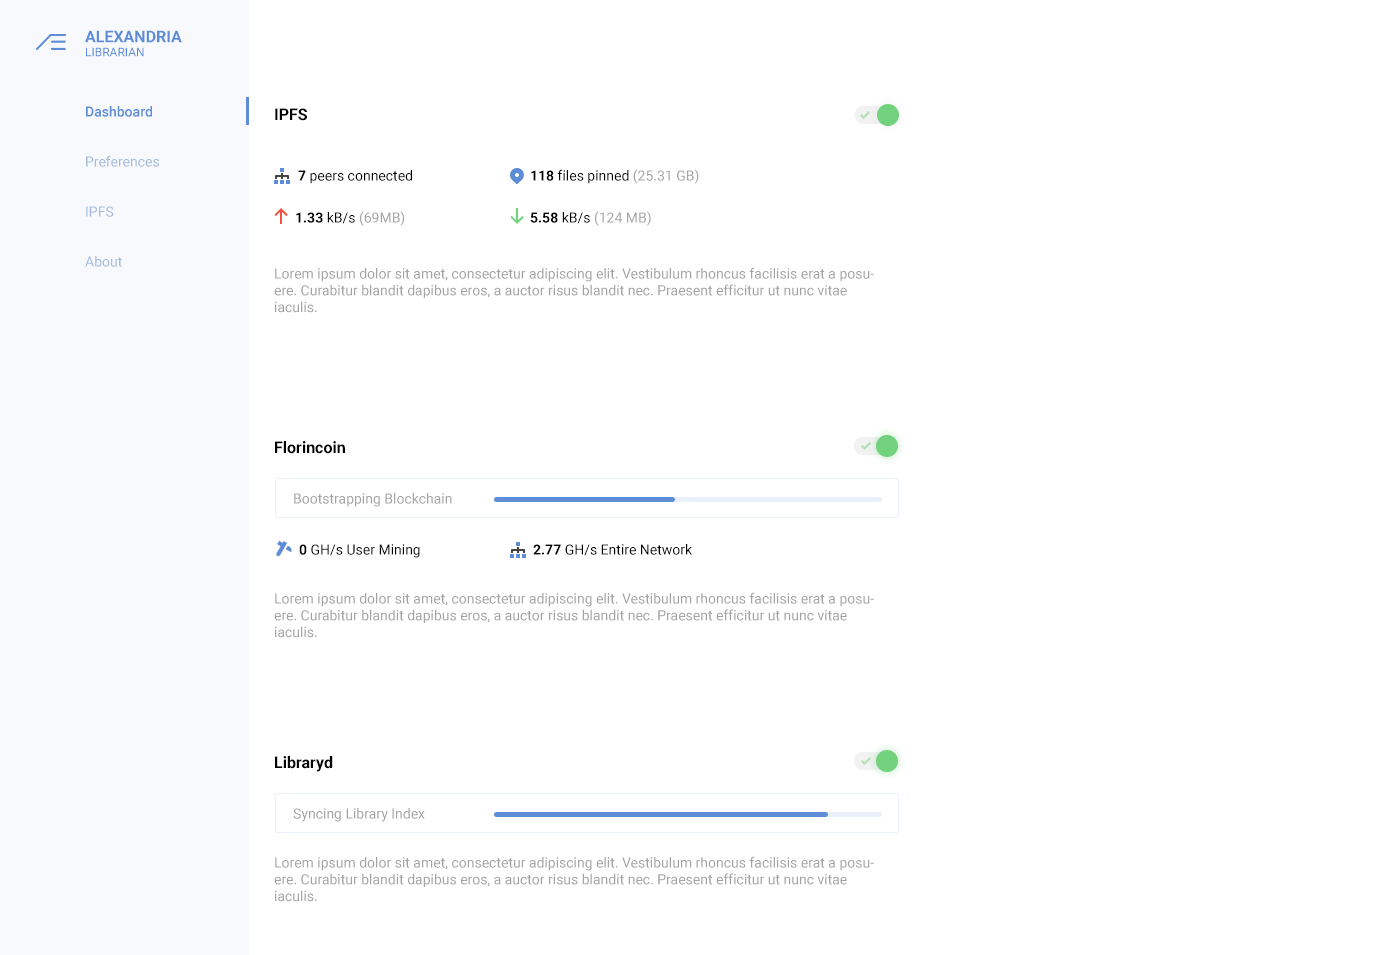 ALEXANDRIA
LIBRARIAN
Dashboard
Preferences
IPFS
About
IPFS
7 peers connected
118 files pinned (25.31 GB)
1.33 kB/s (69MB)
5.58 kB/s (124 MB)
Lorem ipsum dolor sit amet, consectetur adipiscing elit. Vestibulum rhoncus facilisis erat a posu-
ere. Curabitur blandit dapibus eros, a auctor risus blandit nec. Praesent efficitur ut nunc vitae
iaculis.
Florincoin
Bootstrapping Blockchain
0 GH/s User Mining
2.77 GH/s Entire Network
Lorem ipsum dolor sit amet, consectetur adipiscing elit. Vestibulum rhoncus facilisis erat a posu-
ere. Curabitur blandit dapibus eros, a auctor risus blandit nec. Praesent efficitur ut nunc vitae
iaculis.
Libraryd
Syncing Library Index
Lorem ipsum dolor sit amet, consectetur adipiscing elit. Vestibulum rhoncus facilisis erat a posu-
ere. Curabitur blandit dapibus eros, a auctor risus blandit nec. Praesent efficitur ut nunc vitae
iaculis.